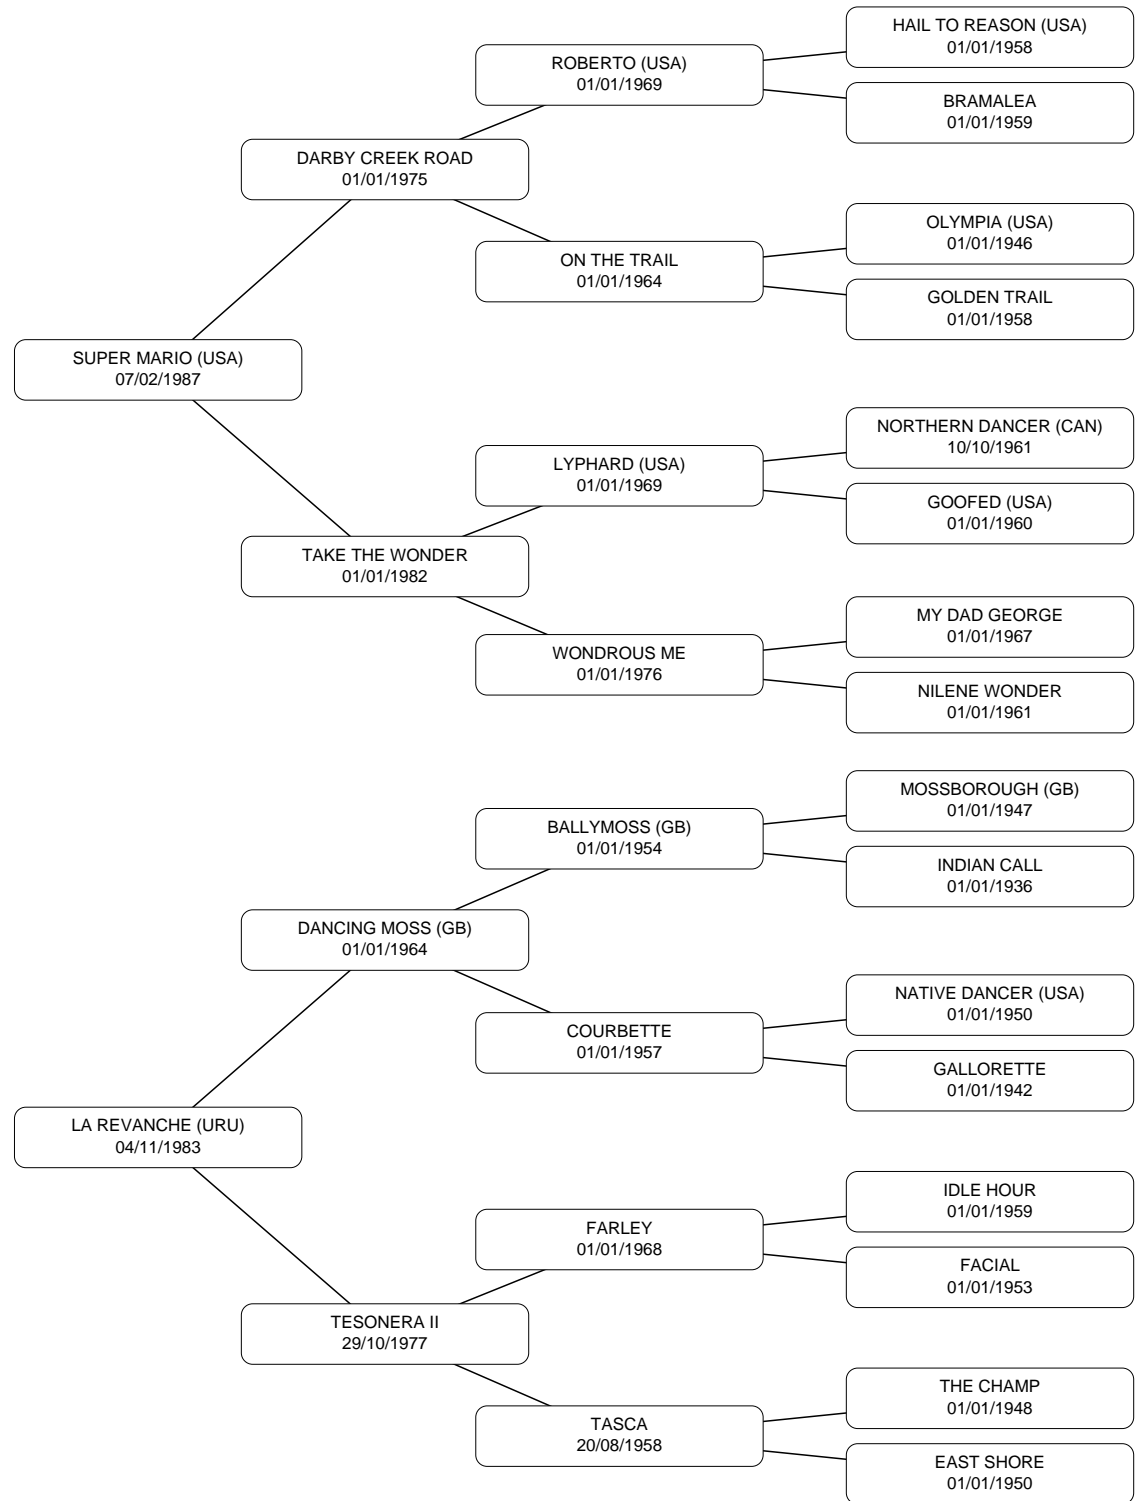 HAIL TO REASON (USA)
01/01/1958
ROBERTO (USA)
01/01/1969
BRAMALEA
01/01/1959
DARBY CREEK ROAD
01/01/1975
OLYMPIA (USA)
01/01/1946
ON THE TRAIL
01/01/1964
GOLDEN TRAIL
01/01/1958
SUPER MARIO (USA)
07/02/1987
NORTHERN DANCER (CAN)
10/10/1961
LYPHARD (USA)
01/01/1969
GOOFED (USA)
01/01/1960
TAKE THE WONDER
01/01/1982
MY DAD GEORGE
01/01/1967
WONDROUS ME
01/01/1976
NILENE WONDER
01/01/1961
MOSSBOROUGH (GB)
01/01/1947
BALLYMOSS (GB)
01/01/1954
INDIAN CALL
01/01/1936
DANCING MOSS (GB)
01/01/1964
NATIVE DANCER (USA)
01/01/1950
COURBETTE
01/01/1957
GALLORETTE
01/01/1942
LA REVANCHE (URU)
04/11/1983
IDLE HOUR
01/01/1959
FARLEY
01/01/1968
FACIAL
01/01/1953
TESONERA II
29/10/1977
THE CHAMP
01/01/1948
TASCA
20/08/1958
EAST SHORE
01/01/1950